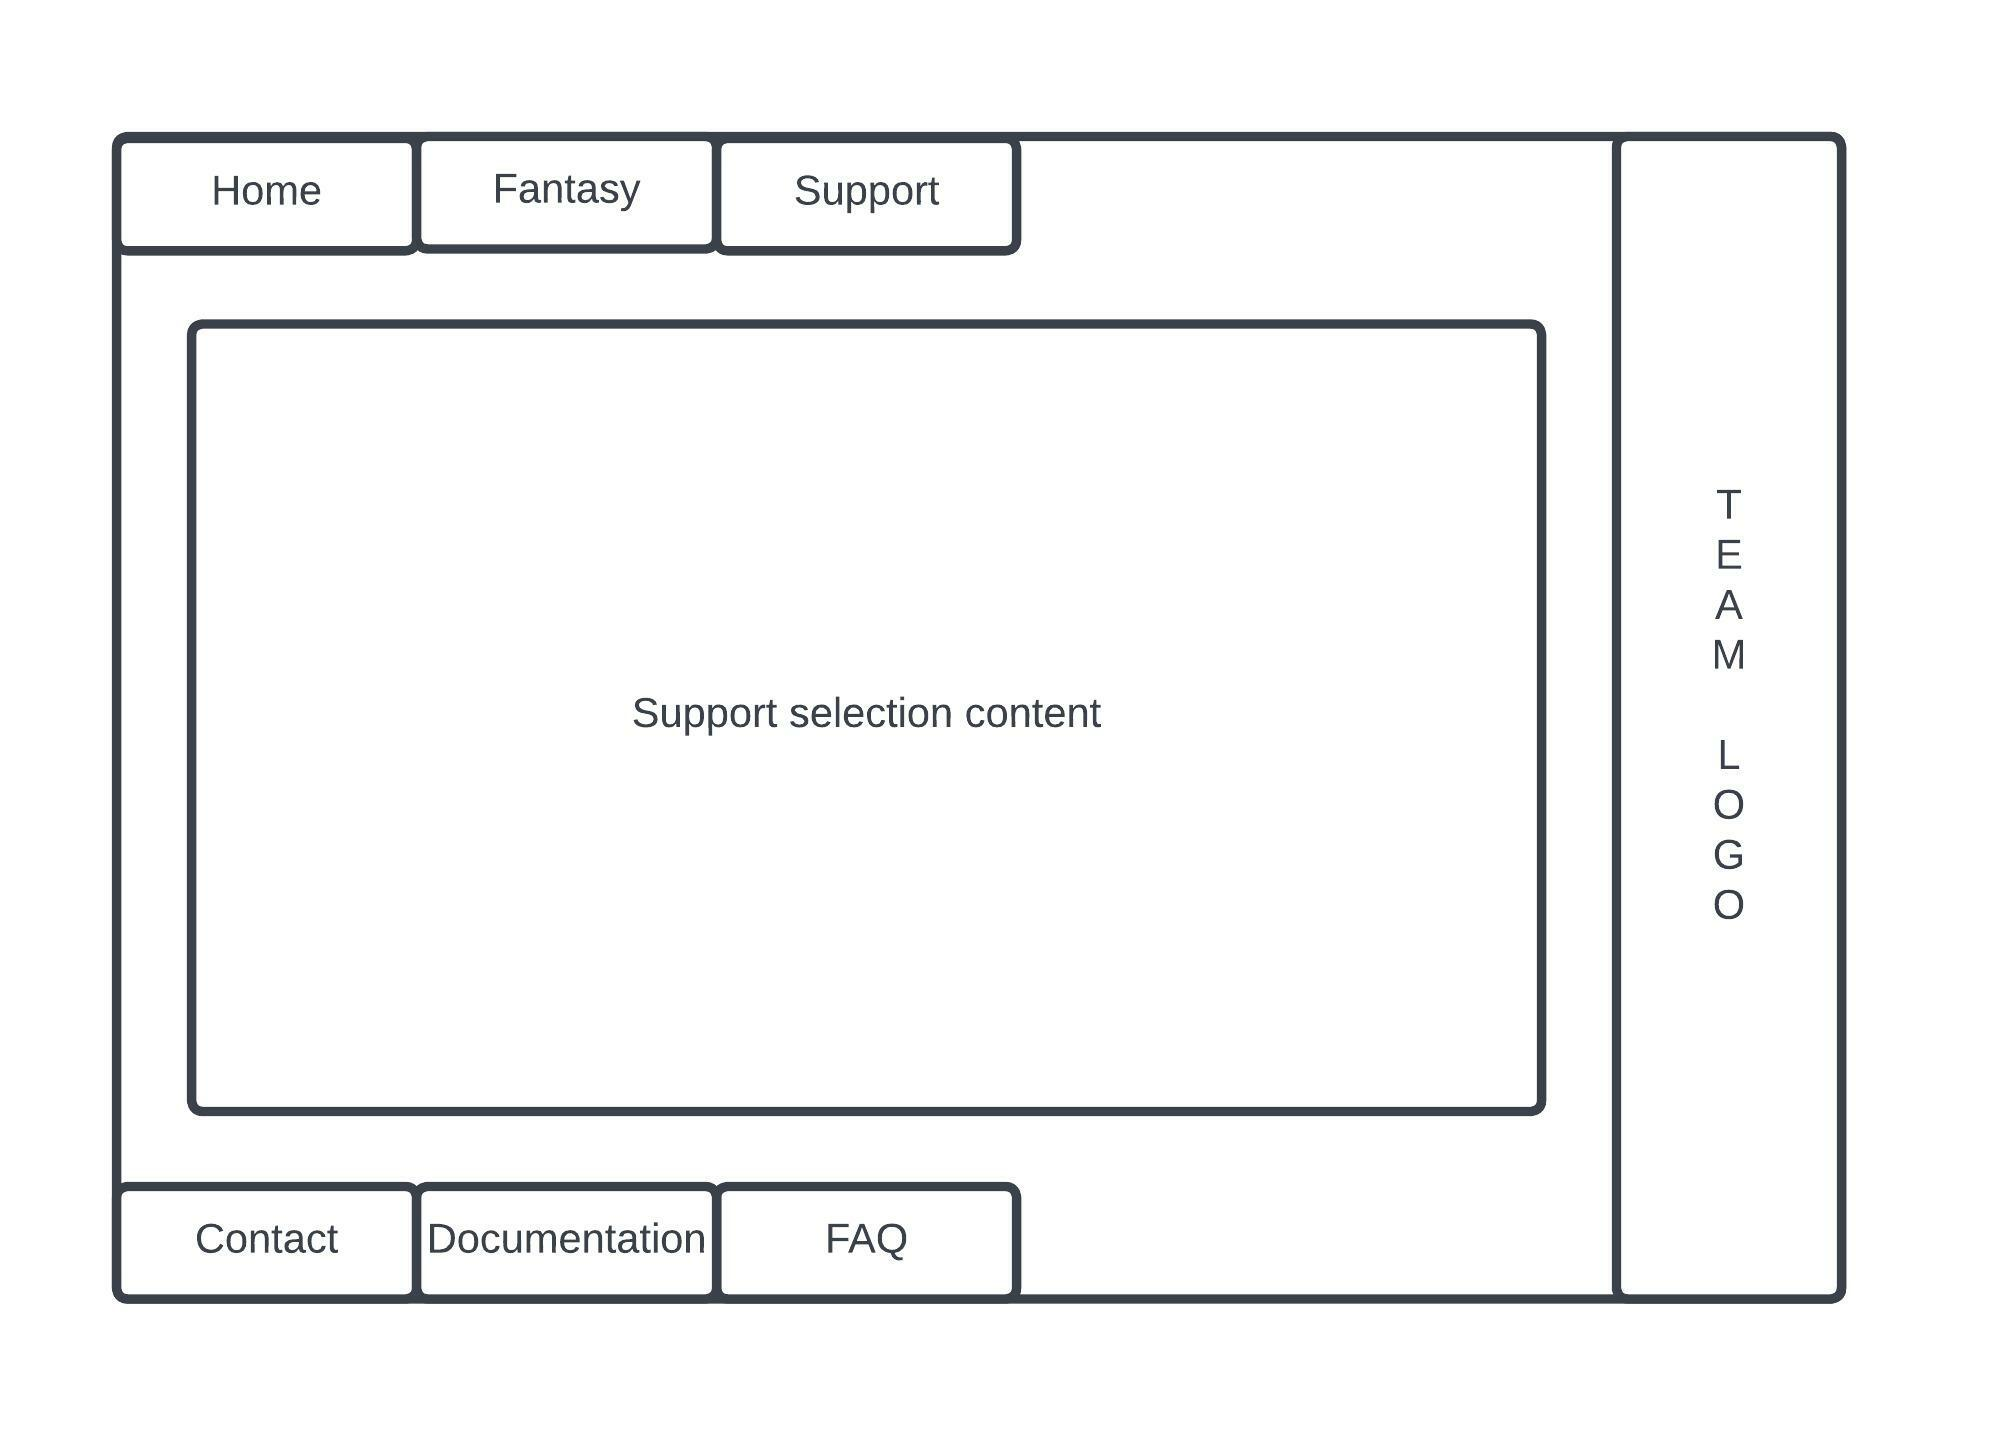 Home
Fantasy
Support
Support selection content
T
E
A
M
L
O
G
O
Contact
Documentation
FAQ